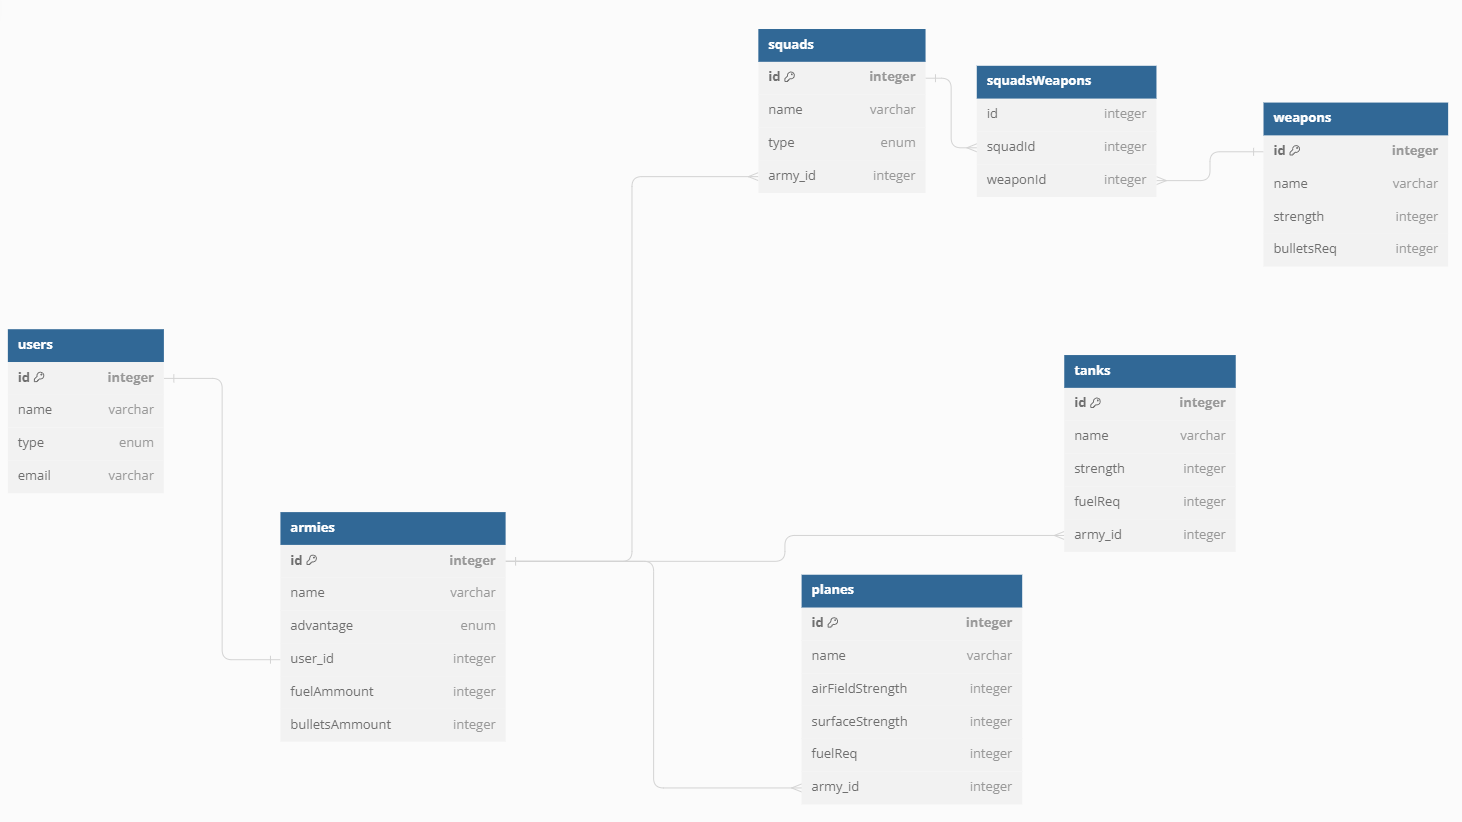 squads
id integer
name varchar
type enum
army_id integer
squadsWeapons
id integer
squadId integer
weaponId integer
weapons
id integer
name varchar
strength integer
bulletsReq integer
users
id integer
name varchar
type enum
email varchar
armies
id integer
name varchar
advantage enum
user_id integer
fuelAmmount integer
bulletsAmmount integer
tanks
id integer
name varchar
strength integer
fuelReq integer
army_id integer
planes
id integer
name varchar
airFieldStrength integer
surfaceStrength integer
fuelReq integer
army_id integer